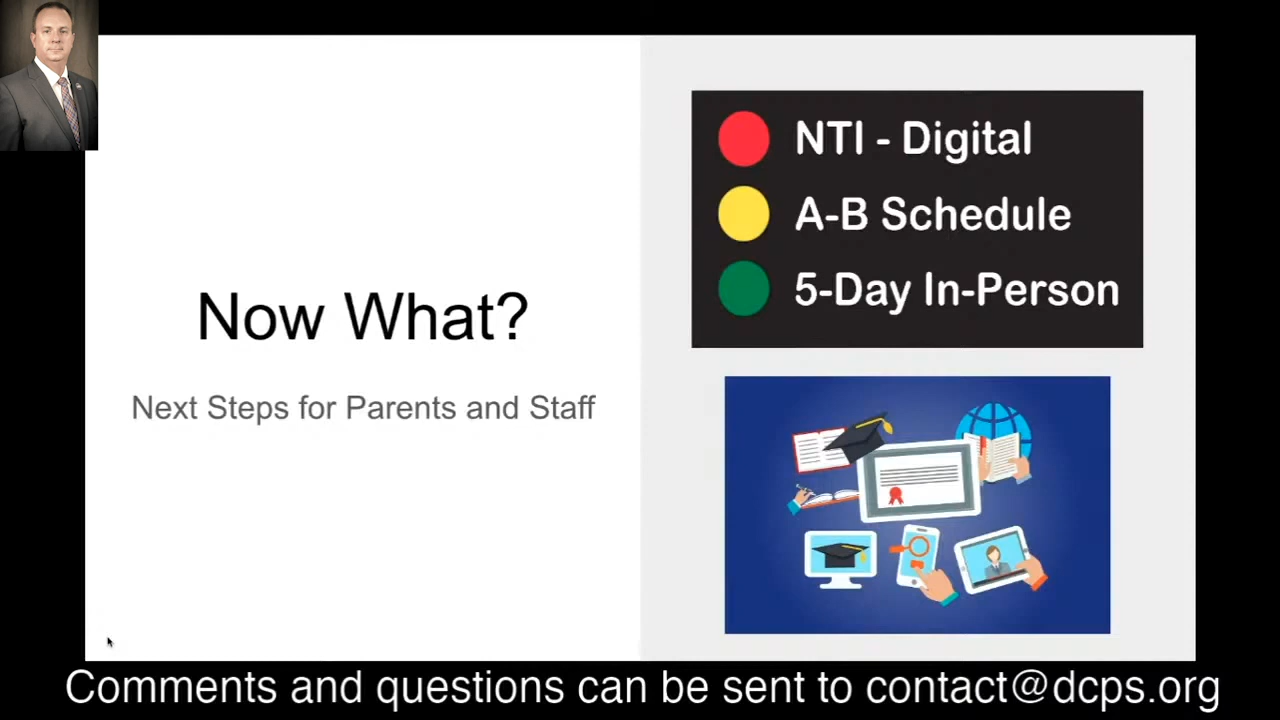 Now What?
Next Steps for Parents and Staff
NTI - Digital
A-B Schedule
5-Day In-Person
Comments and questions can be sent to contact@dcps.org